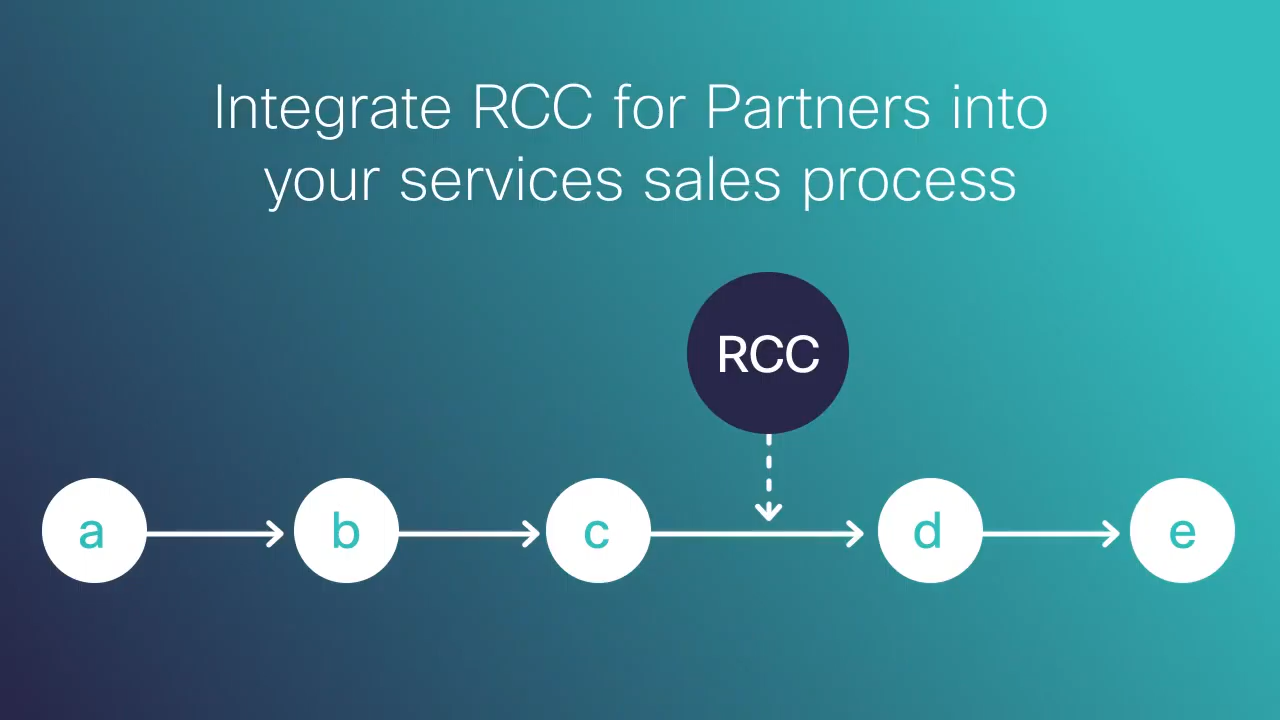 Integrate RCC for Partners into
your services sales process
RCC
a b c d e